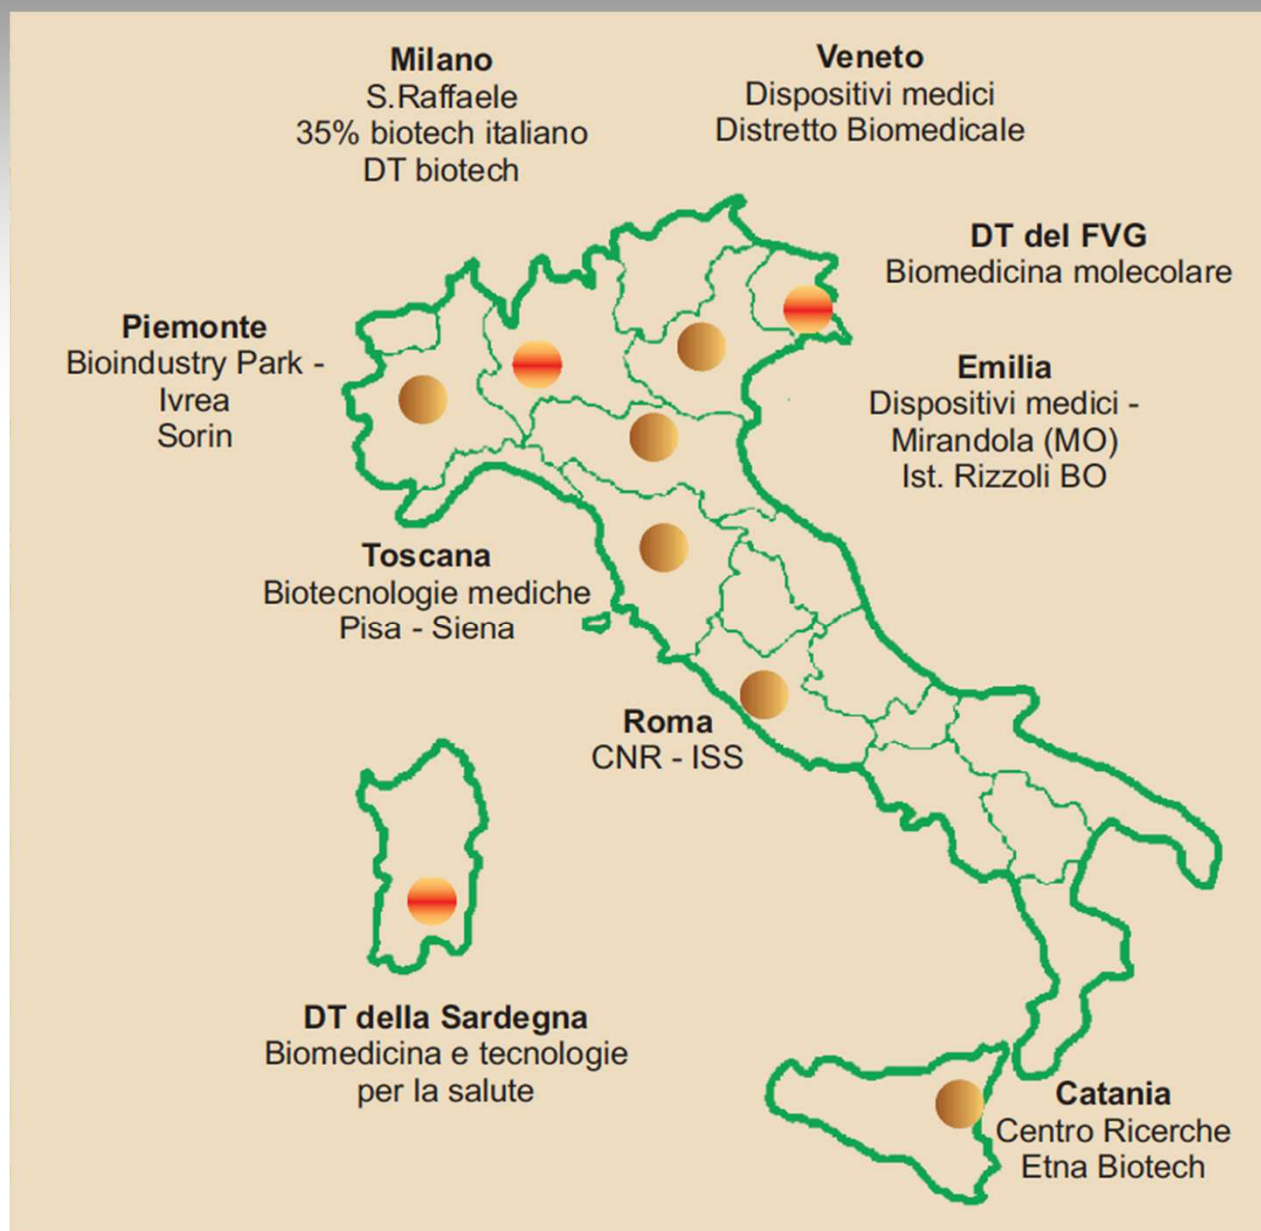 Milano
S.Raffaele
35% biotech italiano
DT biotech
Veneto
Dispositivi medici
Distretto Biomedicale
DT del FVG
Biomedicina molecolare
Piemonte
Bioindustry Park -
Ivrea
Sorin
Emilia
Dispositivi medici -
Mirandola (MO)
Ist. Rizzoli BO
Toscana
Biotecnologie mediche
Pisa - Siena
Roma
CNR - ISS
DT della Sardegna
Biomedicina e tecnologie
per la salute
Catania
Centro Ricerche
Etna Biotech